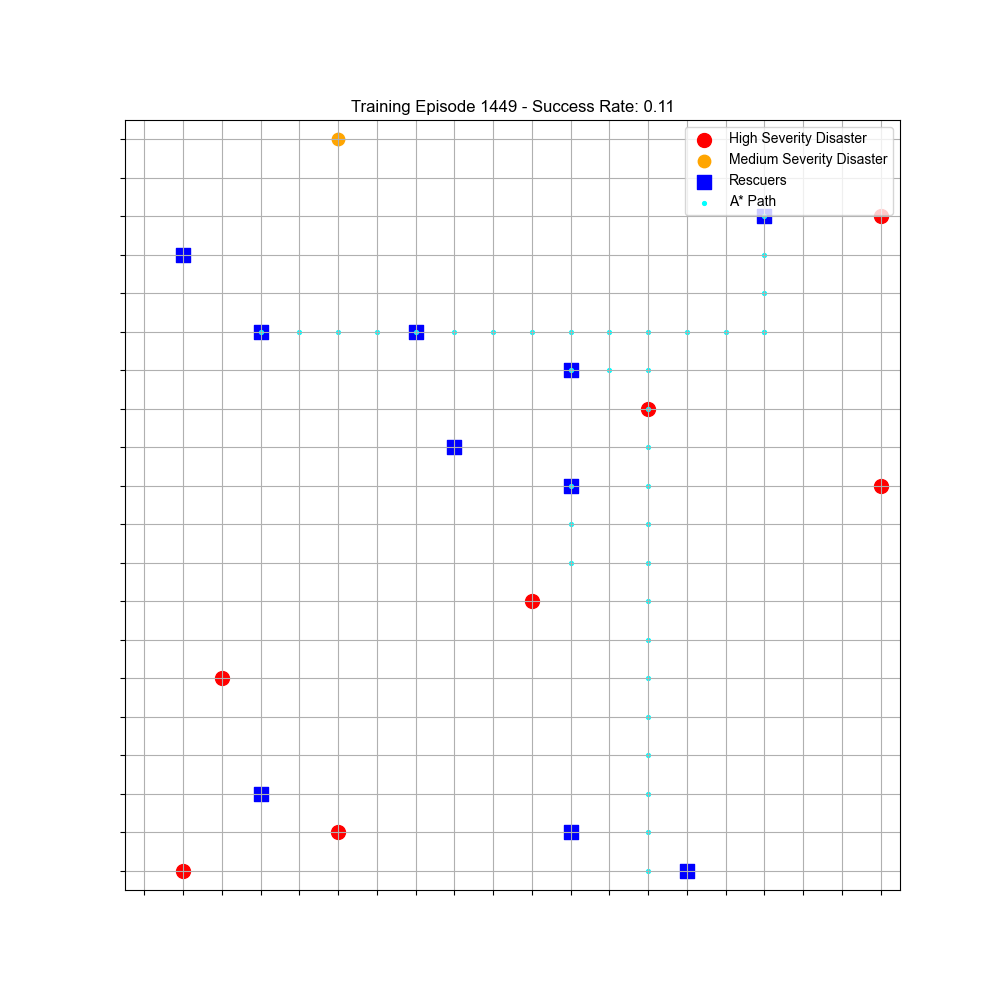 Training Episode 1449 - Success Rate: 0.11
High Severity Disaster
Medium Severity Disaster
Rescuers
A* Path